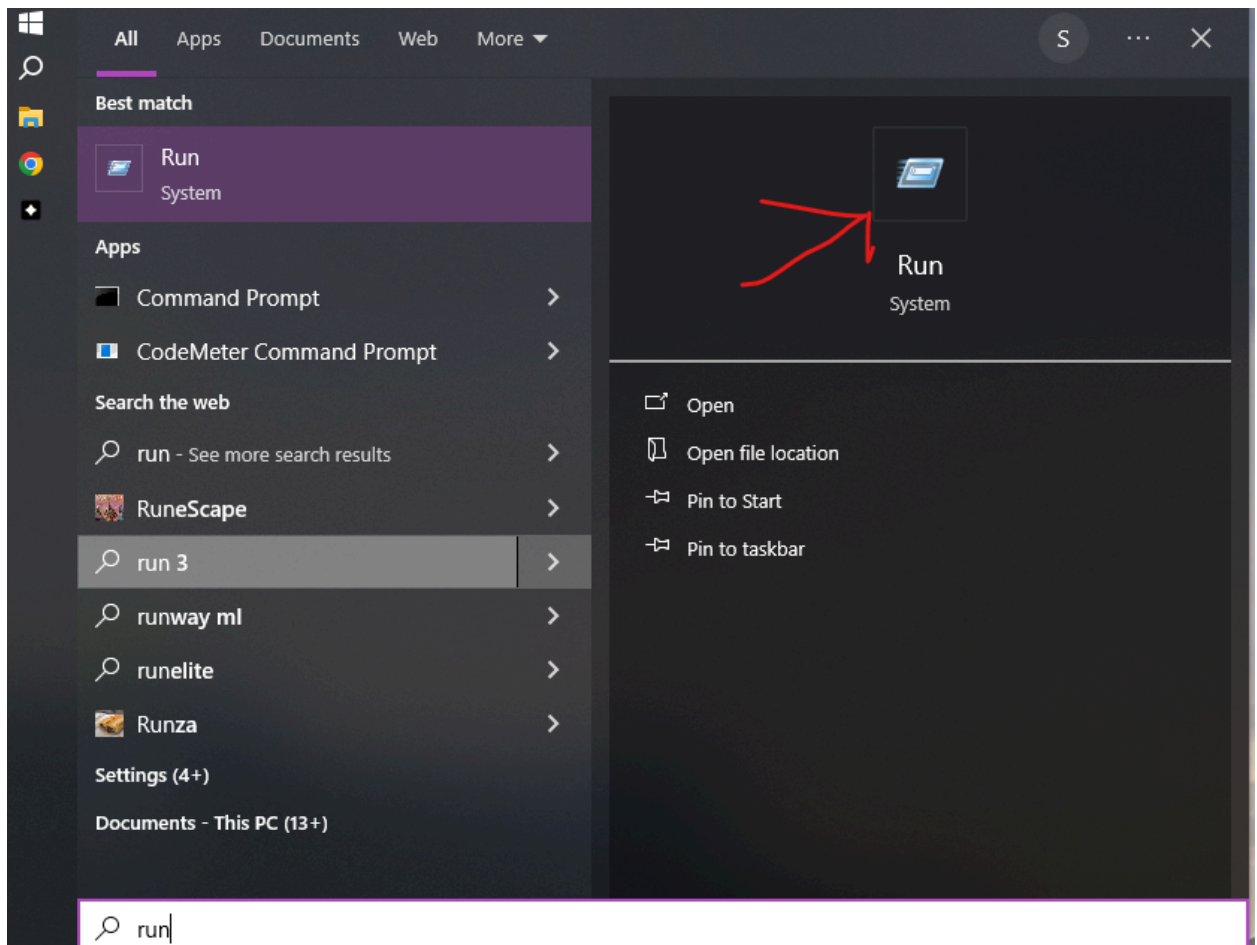 All Apps Documents Web More S ...
Best match
Run
System
Apps
Command Prompt
CodeMeter Command Prompt
Search the web
run - See more search results
RuneScape
run 3
runway ml
runelite
Runza
Settings (4+)
Documents - This PC (13+)
run
Run
System
Open
Open file location
Pin to Start
Pin to taskbar